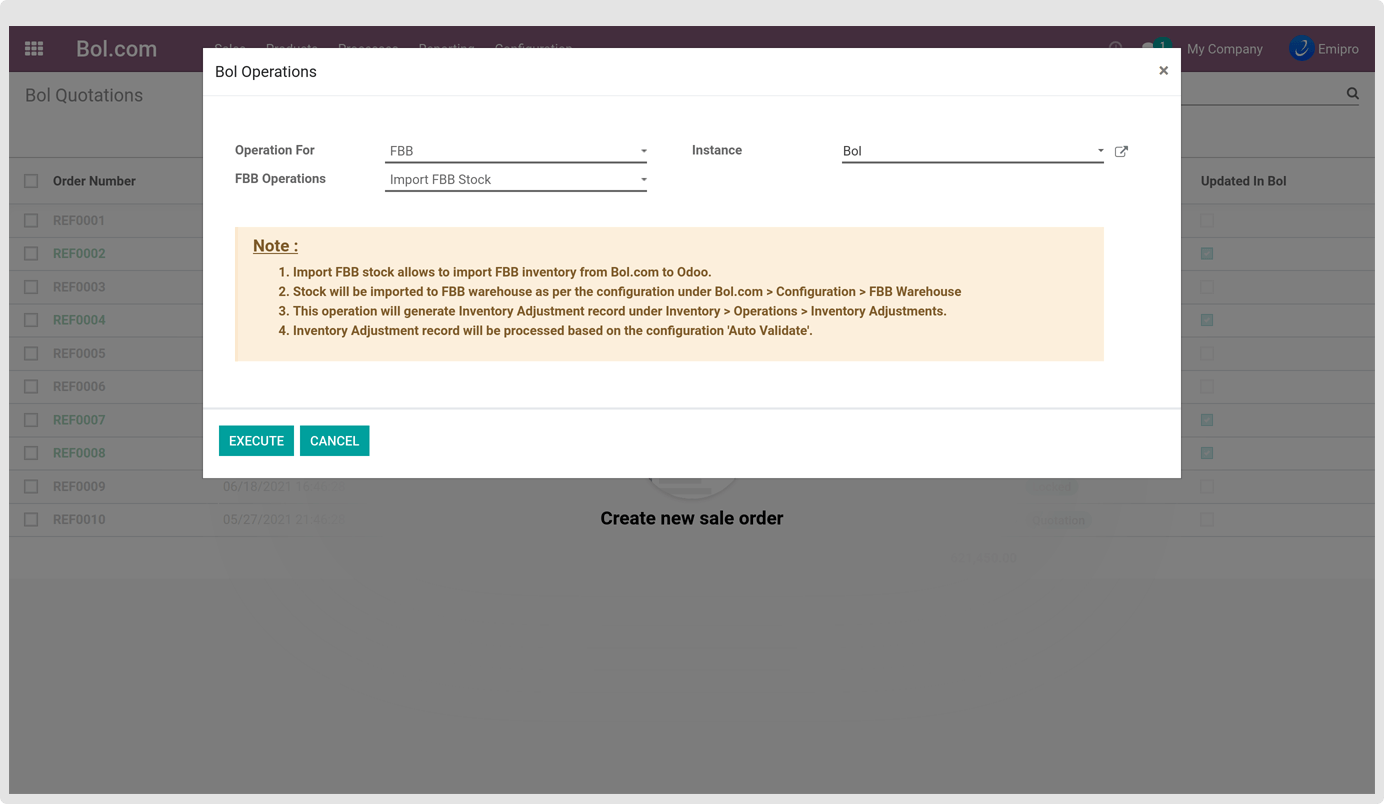 Bol.com Sales Products Processes Reporting Configuration 1 My Company Emipro
Bol Operations ×
Bol Quotations
Operation For FBB Instance Bol
FBB Operations Import FBB Stock
Order Number Updated In Bol
REF0001
REF0002
REF0003
REF0004
REF0005
REF0006
REF0007
REF0008
REF0009 06/18/2021
REF0010 05/27/2021
Note :
1. Import FBB stock allows to import FBB inventory from Bol.com to Odoo.
2. Stock will be imported to FBB warehouse as per the configuration under Bol.com > Configuration > FBB Warehouse
3. This operation will generate Inventory Adjustment record under Inventory > Operations > Inventory Adjustments.
4. Inventory Adjustment record will be processed based on the configuration 'Auto Validate'.
EXECUTE CANCEL
Create new sale order